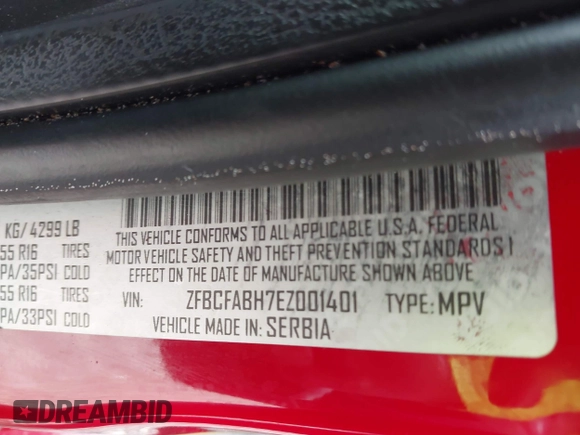 KG/4299 LB
55 R16 TIRES
PA/35PSI COLD
55 R16 TIRES
PA/33PSI COLD
THIS VEHICLE CONFORMS TO ALL APPLICABLE U.S.A. FEDERAL
MOTOR VEHICLE SAFETY AND THEFT PREVENTION STANDARDS I
EFFECT ON THE DATE OF MANUFACTURE SHOWN ABOVE
VIN: ZFBCFABH7EZ001401 TYPE: MPV
VEHICLE MADE IN: SERBIA
DREAMBID